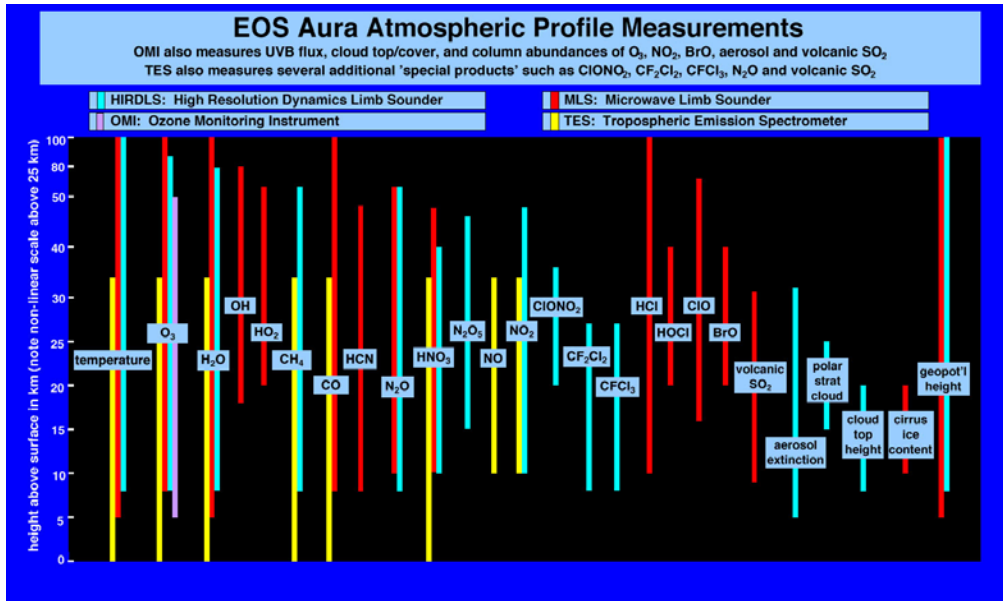 EOS Aura Atmospheric Profile Measurements
OMI also measures UVB flux, cloud top/cover, and column abundances of O₃, NO₂, BrO, aerosol and volcanic SO₂
TES also measures several additional 'special products' such as ClONO₂, CF₂Cl₂, CFCl₃, N₂O and volcanic SO₂
HIRDLS: High Resolution Dynamics Limb Sounder
MLS: Microwave Limb Sounder
OMI: Ozone Monitoring Instrument
TES: Tropospheric Emission Spectrometer
height above surface in km (note non-linear scale above 25 km)
100
80
60
40
30
25
20
15
10
5
0
temperature
O₃
H₂O
OH
HO₂
CH₄
CO
HCN
N₂O
HNO₃
N₂O₅
NO
NO₂
ClONO₂
CF₂Cl₂
CFCl₃
HCl
HOCl
ClO
BrO
volcanic
SO₂
aerosol
extinction
polar
strat
cloud
cloud
top
height
cirrus
ice
content
geopot'l
height